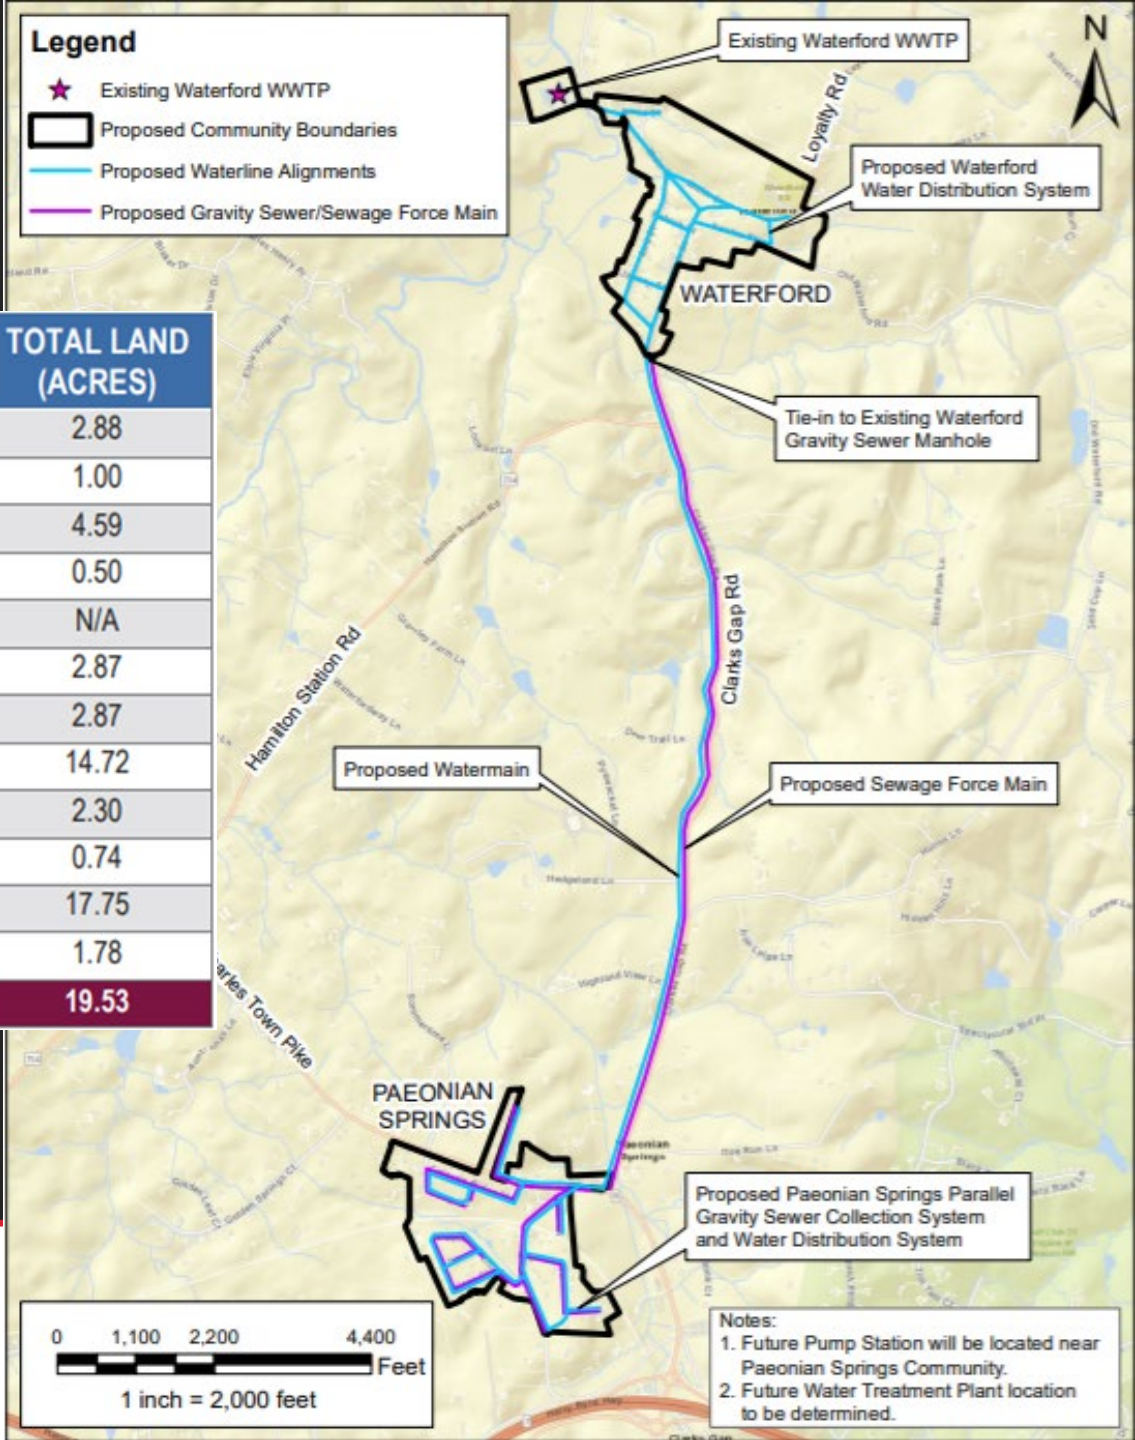 Legend
Existing Waterford WWTP
Proposed Community Boundaries
Proposed Waterline Alignments
Proposed Gravity Sewer/Sewage Force Main
Existing Waterford WWTP
N
Loyalty Rd
Proposed Waterford
Water Distribution System
WATERFORD
Tie-in to Existing Waterford
Gravity Sewer Manhole
TOTAL LAND
(ACRES)
2.88
1.00
4.59
0.50
N/A
2.87
2.87
14.72
2.30
0.74
17.75
1.78
19.53
Hamilton Station Rd
Clarks Gap Rd
Proposed Watermain
Proposed Sewage Force Main
Hedgeland Ln
Highland View Ln
arles Town Pike
PAEONIAN
SPRINGS
Proposed Paeonian Springs Parallel
Gravity Sewer Collection System
and Water Distribution System
0 1,100 2,200 4,400
Feet
1 inch = 2,000 feet
Notes:
1. Future Pump Station will be located near
Paeonian Springs Community.
2. Future Water Treatment Plant location
to be determined.